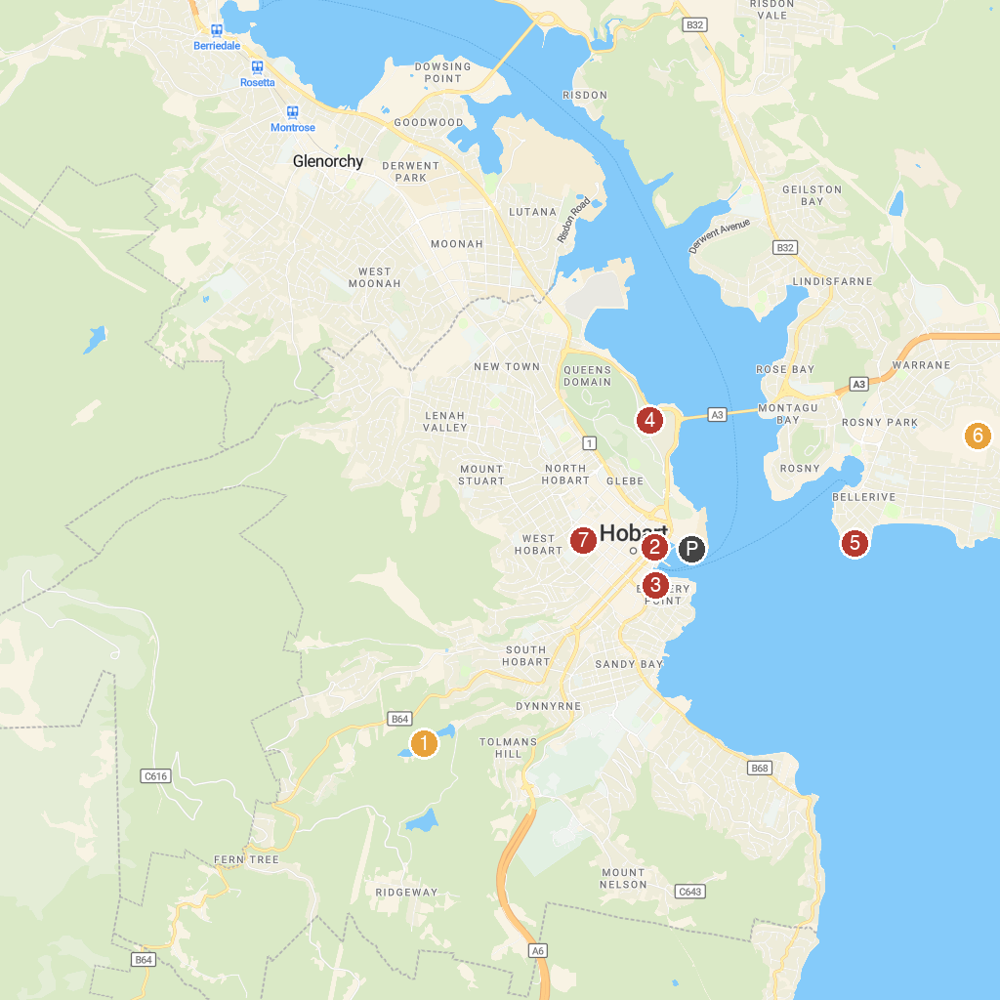 RISDON
VALE
B32
Berriedale
DOWSING
POINT
Rosetta
RISDON
Montrose
GOODWOOD
Glenorchy
DERWENT
PARK
GEILSTON
BAY
LUTANA
Risdon Road
Derwent Avenue
MOONAH
B32
WEST
MOONAH
LINDISFARNE
NEW TOWN
QUEENS
DOMAIN
ROSE BAY
WARRANE
A3
LENAH
VALLEY
4
A3
MONTAGU
BAY
ROSNY PARK
6
1
MOUNT
STUART
NORTH
HOBART
GLEBE
ROSNY
BELLERIVE
WEST
HOBART
7
Hobart
2
P
5
3
BATTERY
POINT
SOUTH
HOBART
SANDY BAY
DYNNYRNE
B64
1
TOLMANS
HILL
B68
C616
FERN TREE
MOUNT
NELSON
RIDGEWAY
C643
A6
B64